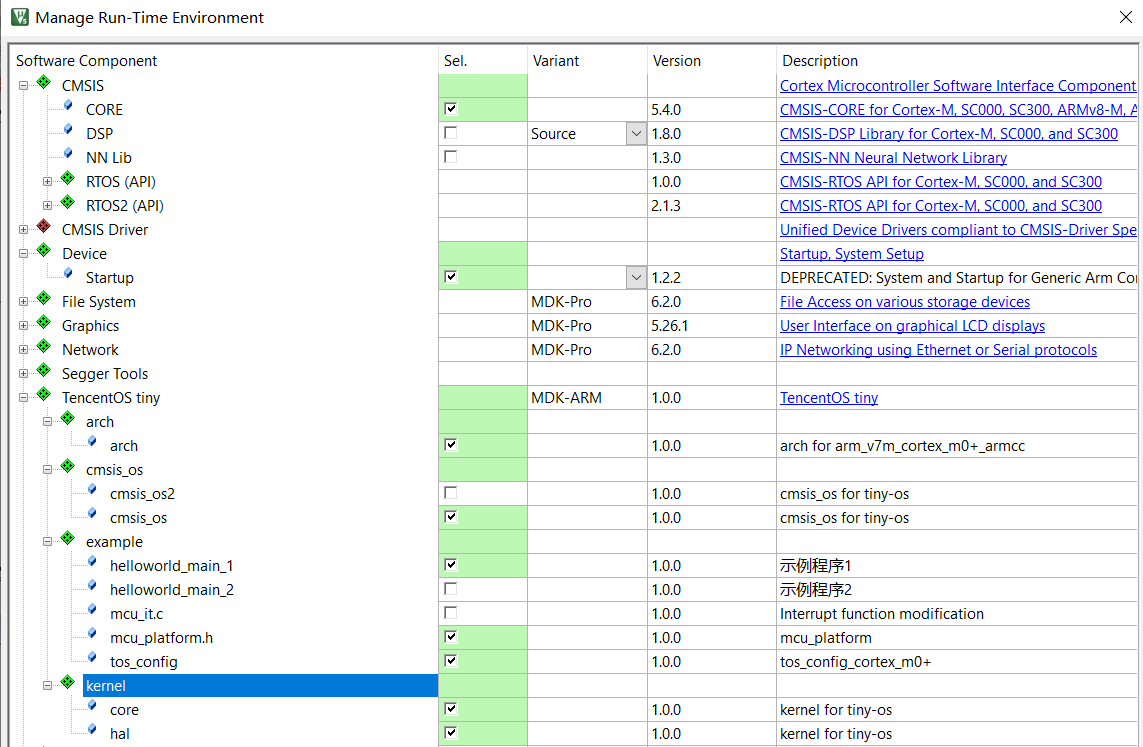 Manage Run-Time Environment
Software Component Sel. Variant Version Description
CMSIS Cortex Microcontroller Software Interface Component
CORE 5.4.0 CMSIS-CORE for Cortex-M, SC000, SC300, ARMv8-M, A
DSP Source 1.8.0 CMSIS-DSP Library for Cortex-M, SC000, and SC300
NN Lib 1.3.0 CMSIS-NN Neural Network Library
RTOS (API) 1.0.0 CMSIS-RTOS API for Cortex-M, SC000, and SC300
RTOS2 (API) 2.1.3 CMSIS-RTOS API for Cortex-M, SC000, and SC300
CMSIS Driver Unified Device Drivers compliant to CMSIS-Driver Spe
Device Startup, System Setup
Startup 1.2.2 DEPRECATED: System and Startup for Generic Arm Cor
File System MDK-Pro 6.2.0 File Access on various storage devices
Graphics MDK-Pro 5.26.1 User Interface on graphical LCD displays
Network MDK-Pro 6.2.0 IP Networking using Ethernet or Serial protocols
Segger Tools
TencentOS tiny MDK-ARM 1.0.0 TencentOS tiny
arch
arch 1.0.0 arch for arm_v7m_cortex_m0+_armcc
cmsis_os
cmsis_os2 1.0.0 cmsis_os for tiny-os
cmsis_os 1.0.0 cmsis_os for tiny-os
example
helloworld_main_1 1.0.0 示例程序1
helloworld_main_2 1.0.0 示例程序2
mcu_it.c 1.0.0 Interrupt function modification
mcu_platform.h 1.0.0 mcu_platform
tos_config 1.0.0 tos_config_cortex_m0+
kernel
core 1.0.0 kernel for tiny-os
hal 1.0.0 kernel for tiny-os